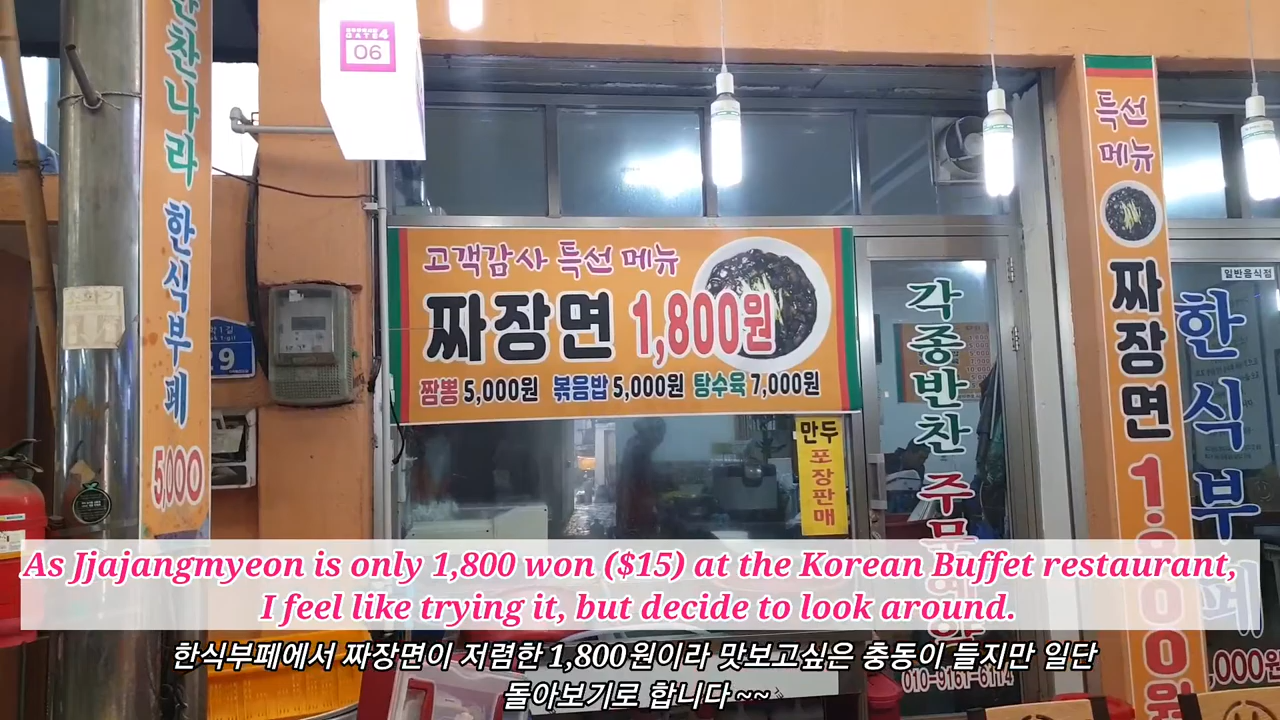 찬나라 한식부페
5,000
GATE 4
06
고객감사 특선 메뉴
짜장면 1,800원
짬뽕 5,000원 볶음밥 5,000원 탕수육 7,000원
만두
포장판매
각종반찬
특선
메뉴
짜장면
1,800원
일반음식점
한식부페
As Jjajangmyeon is only 1,800 won ($15) at the Korean Buffet restaurant,
I feel like trying it, but decide to look around.
한식부페에서 짜장면이 저렴한 1,800원이라 맛보고싶은 충동이 들지만 일단
돌아보기로 합니다~~